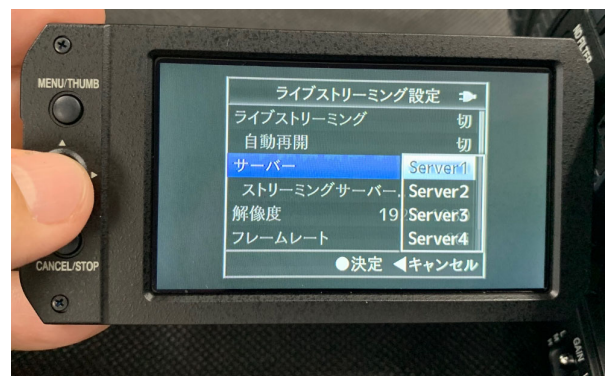 ND FILTER
MENU/THUMB
ライブストリーミング設定
ライブストリーミング 切
自動再開 切
サーバー Server1
ストリーミングサーバー. Server2
解像度 19 Server3
フレームレート Server4
●決定 ◀キャンセル
CANCEL/STOP
GAIN